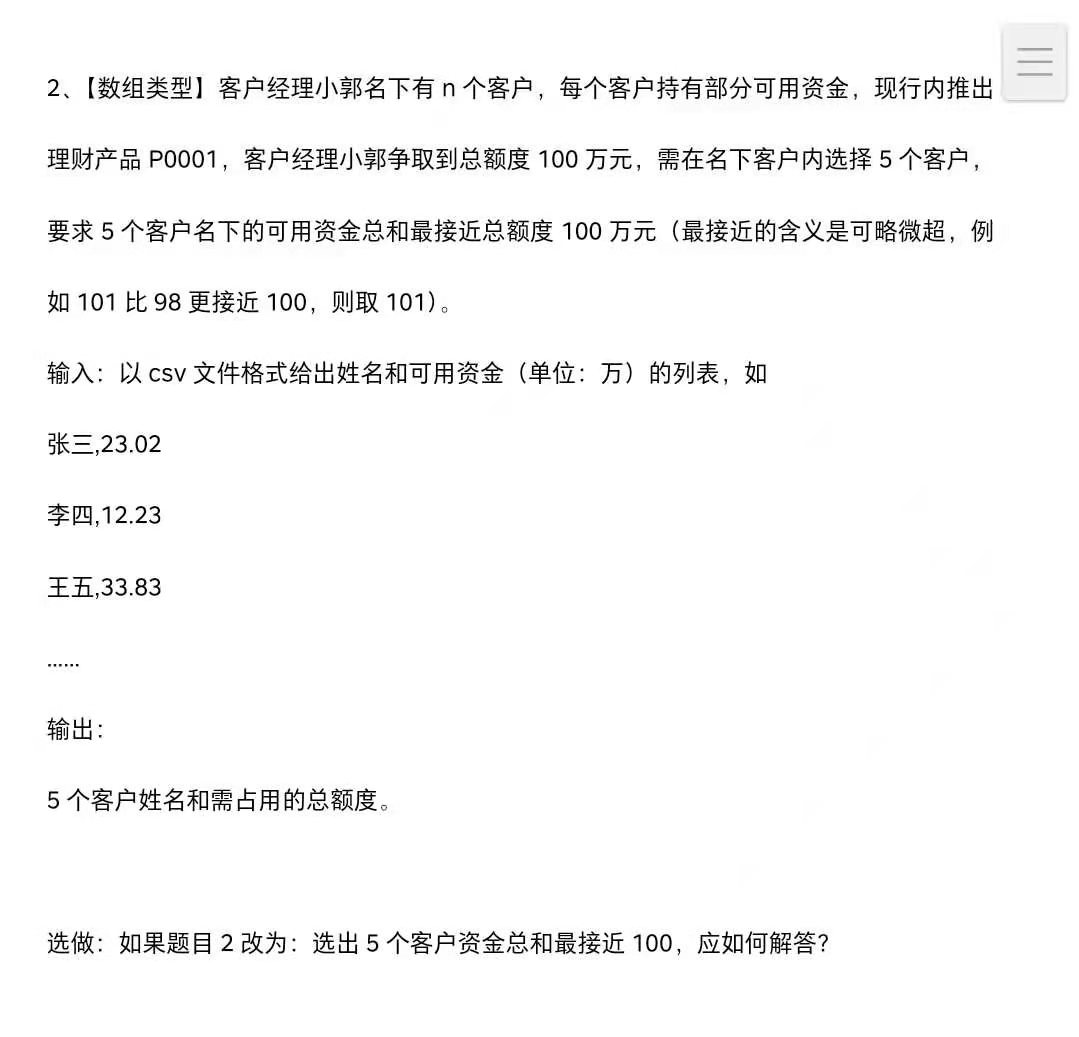 2、【数组类型】客户经理小郭名下有 n 个客户，每个客户持有部分可用资金，现行内推出
理财产品 P0001，客户经理小郭争取到总额度 100 万元，需在名下客户内选择 5 个客户，
要求 5 个客户名下的可用资金总和最接近总额度 100 万元（最接近的含义是可略微超，例
如 101 比 98 更接近 100，则取 101）。
输入：以 csv 文件格式给出姓名和可用资金（单位：万）的列表，如
张三,23.02
李四,12.23
王五,33.83
……
输出：
5 个客户姓名和需占用的总额度。
选做：如果题目 2 改为：选出 5 个客户资金总和最接近 100，应如何解答？